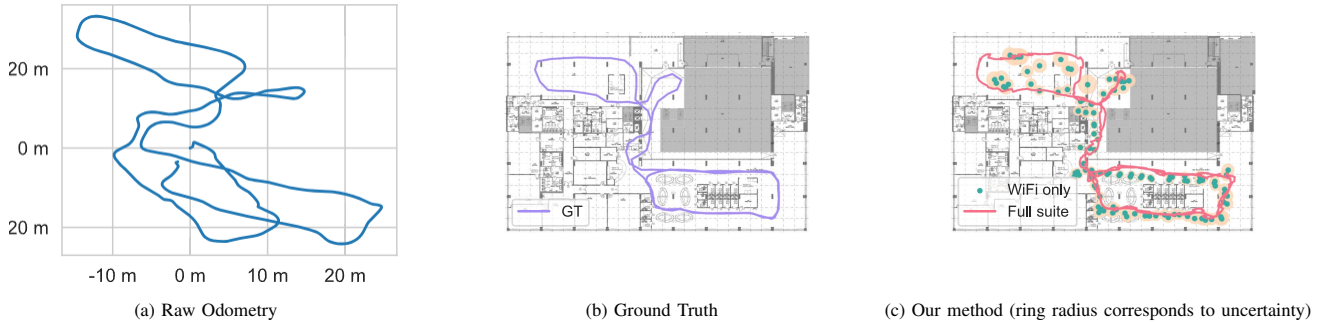 20 m
0 m
20 m
-10 m 0 m 10 m 20 m
GT
WiFi only
Full suite
(a) Raw Odometry
(b) Ground Truth
(c) Our method (ring radius corresponds to uncertainty)